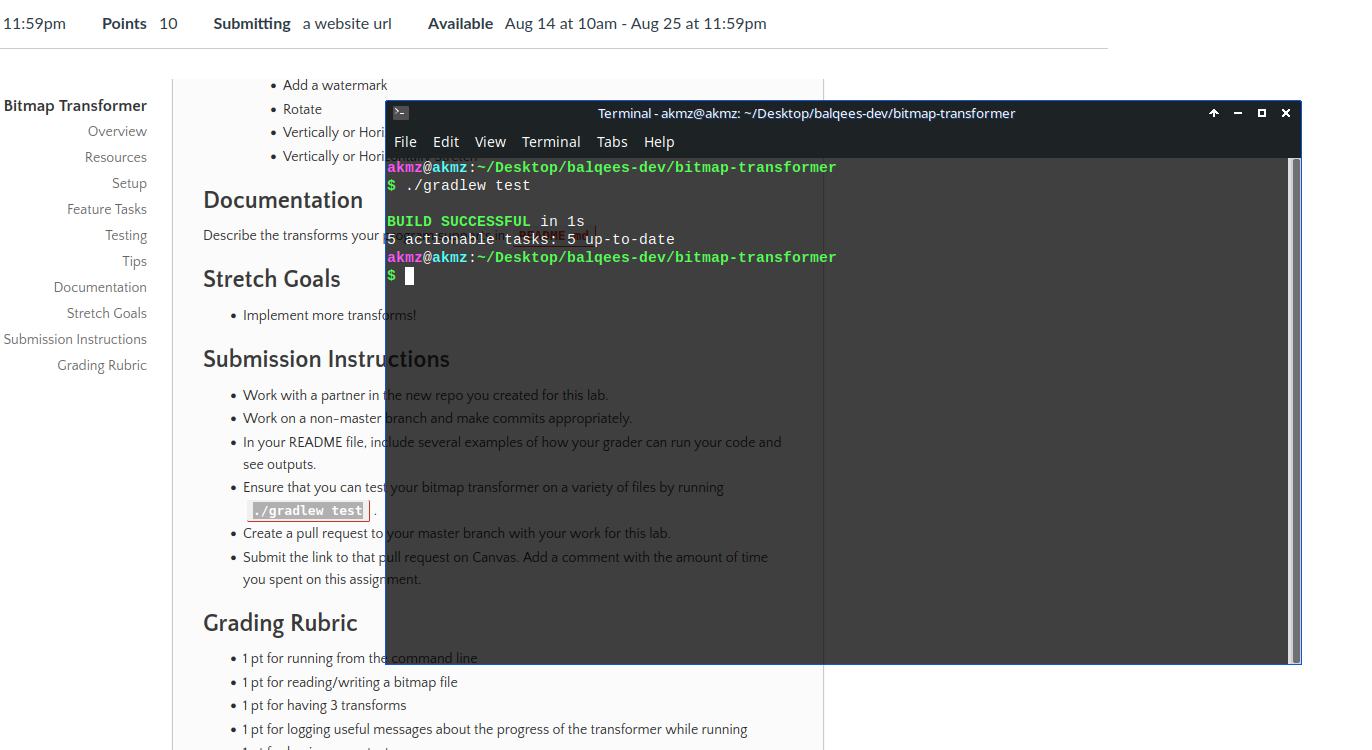 11:59pm Points 10 Submitting a website url Available Aug 14 at 10am - Aug 25 at 11:59pm
Bitmap Transformer
Overview
Resources
Setup
Feature Tasks
Testing
Tips
Documentation
Stretch Goals
Submission Instructions
Grading Rubric
• Add a watermark
• Rotate
• Vertically or Hori
• Vertically or Horizontally stretch
Documentation
Describe the transforms your
Stretch Goals
• Implement more transforms!
Submission Instructions
• Work with a partner in the new repo you created for this lab.
• Work on a non-master branch and make commits appropriately.
• In your README file, include several examples of how your grader can run your code and
see outputs.
• Ensure that you can test your bitmap transformer on a variety of files by running
./gradlew test .
• Create a pull request to your master branch with your work for this lab.
• Submit the link to that pull request on Canvas. Add a comment with the amount of time
you spent on this assignment.
Grading Rubric
• 1 pt for running from the command line
• 1 pt for reading/writing a bitmap file
• 1 pt for having 3 transforms
• 1 pt for logging useful messages about the progress of the transformer while running
Terminal - akmz@akmz: ~/Desktop/balqees-dev/bitmap-transformer
File Edit View Terminal Tabs Help
akmz@akmz:~/Desktop/balqees-dev/bitmap-transformer
$ ./gradlew test
BUILD SUCCESSFUL in 1s
5 actionable tasks: 5 up-to-date
akmz@akmz:~/Desktop/balqees-dev/bitmap-transformer
$